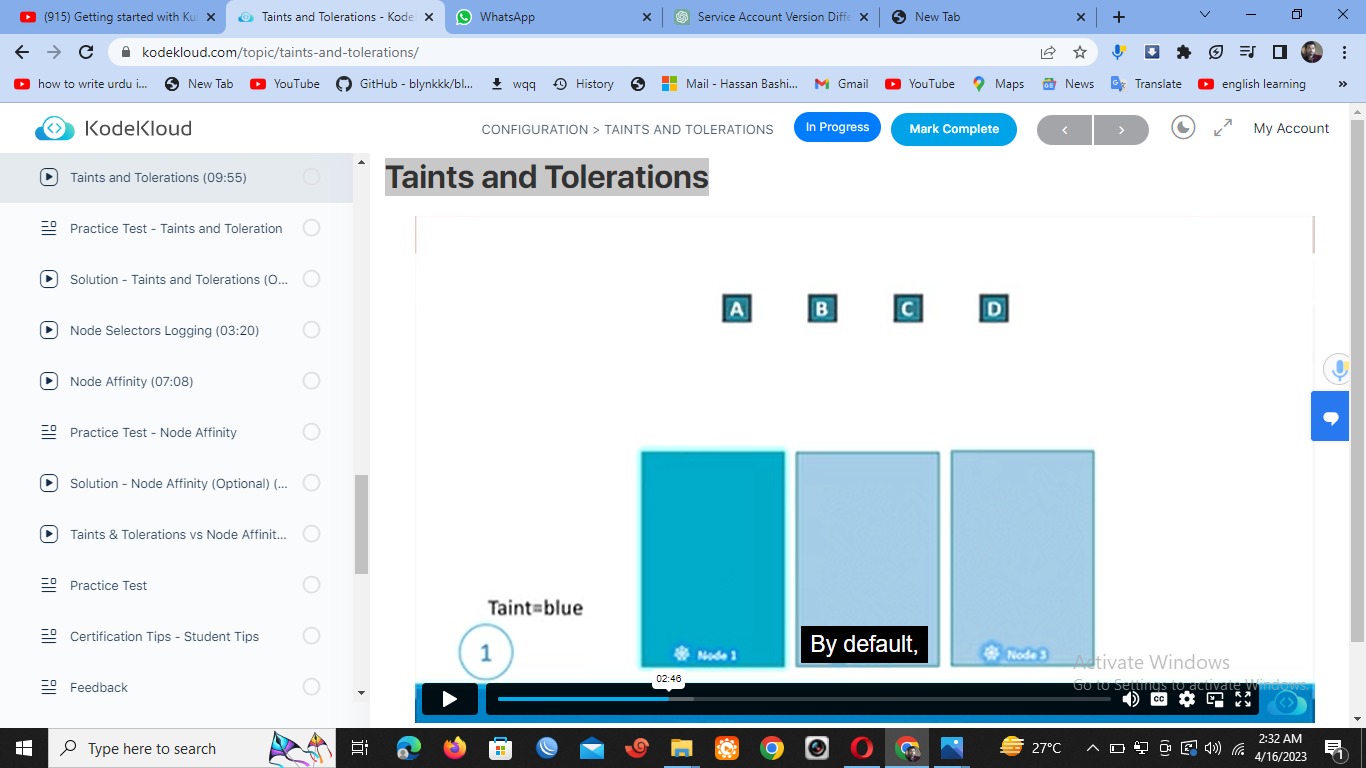 (915) Getting started with Ku
Taints and Tolerations - Kode
WhatsApp
Service Account Version Diffe
New Tab
kodekloud.com/topic/taints-and-tolerations/
how to write urdu i...
New Tab
YouTube
GitHub - blynkkk/bl...
wqq
History
Mail - Hassan Bashi...
Gmail
YouTube
Maps
News
Translate
english learning
»
KodeKloud
CONFIGURATION > TAINTS AND TOLERATIONS
In Progress
Mark Complete
My Account
Taints and Tolerations (09:55)
Practice Test - Taints and Toleration
Solution - Taints and Tolerations (O...
Node Selectors Logging (03:20)
Node Affinity (07:08)
Practice Test - Node Affinity
Solution - Node Affinity (Optional) (...
Taints & Tolerations vs Node Affinit...
Practice Test
Certification Tips - Student Tips
Feedback
Taints and Tolerations
A B C D
Taint=blue
1
Node 1
Node 3
By default,
02:46
CC
Activate Windows
Go to Settings to activate Windows.
Type here to search
27°C
2:32 AM
4/16/2023
1